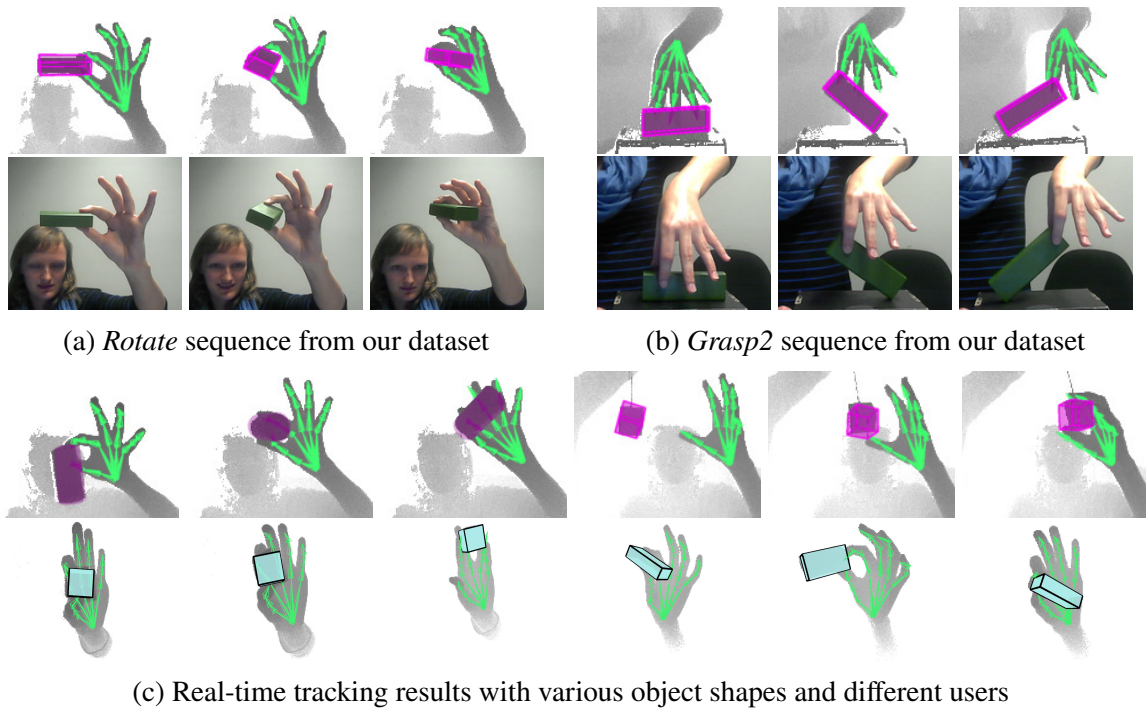 (a) Rotate sequence from our dataset
(b) Grasp2 sequence from our dataset
(c) Real-time tracking results with various object shapes and different users